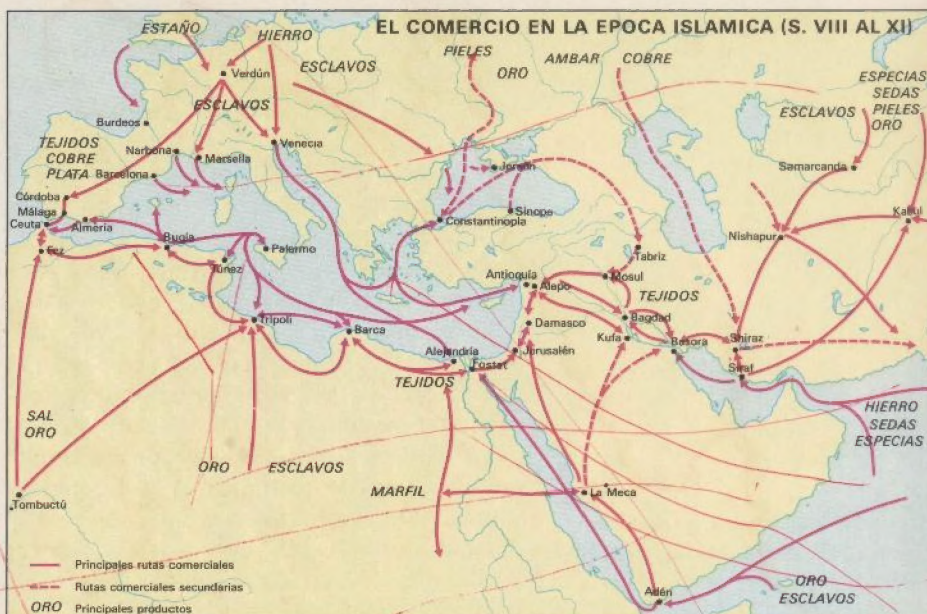 EL COMERCIO EN LA EPOCA ISLAMICA (S. VIII AL XI)
ESTAÑO
HIERRO
PIELES
ESCLAVOS
ORO
AMBAR
COBRE
ESPECIAS
SEDAS
PIELES
ORO
Verdún
ESCLAVOS
ESCLAVOS
Burdeos
TEJIDOS
COBRE
PLATA
Narbona
Marsella
Venecia
Barcelona
Samarcanda
Córdoba
Málaga
Ceuta
Almería
Constantinopla
Sinope
Kabul
Nishapur
Fez
Bugía
Túnez
Palermo
Tabriz
Antioquía
Alepo
Mosul
TEJIDOS
Trípoli
Barca
Damasco
Bagdad
Kufa
Basora
Shiraz
Siraf
Alejandría
Fostat
Jerusalén
TEJIDOS
SAL
ORO
HIERRO
SEDAS
ESPECIAS
ORO
ESCLAVOS
MARFIL
La Meca
Tombuctú
Adén
ORO
ESCLAVOS
Principales rutas comerciales
Rutas comerciales secundarias
ORO Principales productos